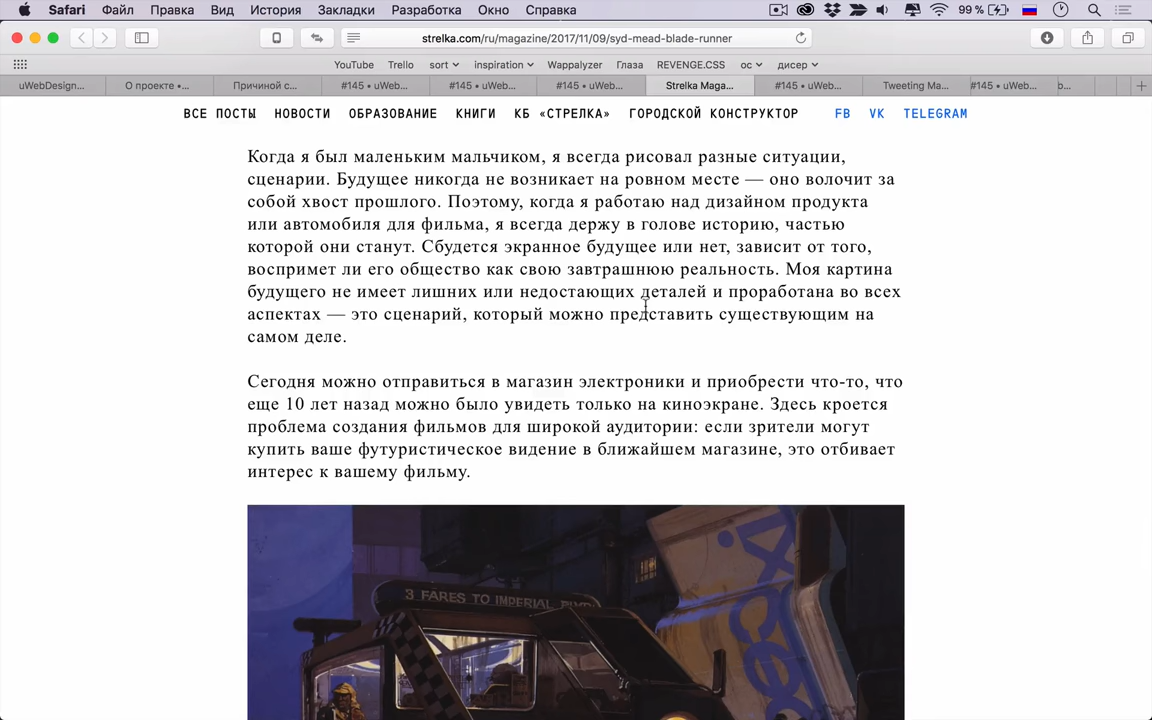 Safari Файл Правка Вид История Закладки Разработка Окно Справка 99 %
strelka.com/ru/magazine/2017/11/09/syd-mead-blade-runner
YouTube Trello sort inspiration Wappalyzer Глаза REVENGE.CSS ос дисер
uWebDesign... О проекте •... Причиной с... #145 • uWeb... #145 • uWeb... #145 • uWeb... Strelka Maga... #145 • uWeb... Tweeting Ma... #145 • uWeb... b...
ВСЕ ПОСТЫ НОВОСТИ ОБРАЗОВАНИЕ КНИГИ КБ «СТРЕЛКА» ГОРОДСКОЙ КОНСТРУКТОР FB VK TELEGRAM
Когда я был маленьким мальчиком, я всегда рисовал разные ситуации,
сценарии. Будущее никогда не возникает на ровном месте — оно волочит за
собой хвост прошлого. Поэтому, когда я работаю над дизайном продукта
или автомобиля для фильма, я всегда держу в голове историю, частью
которой они станут. Сбудется экранное будущее или нет, зависит от того,
воспримет ли его общество как свою завтрашнюю реальность. Моя картина
будущего не имеет лишних или недостающих деталей и проработана во всех
аспектах — это сценарий, который можно представить существующим на
самом деле.
Сегодня можно отправиться в магазин электроники и приобрести что-то, что
еще 10 лет назад можно было увидеть только на киноэкране. Здесь кроется
проблема создания фильмов для широкой аудитории: если зрители могут
купить ваше футуристическое видение в ближайшем магазине, это отбивает
интерес к вашему фильму.
3 FARES TO IMPERIAL